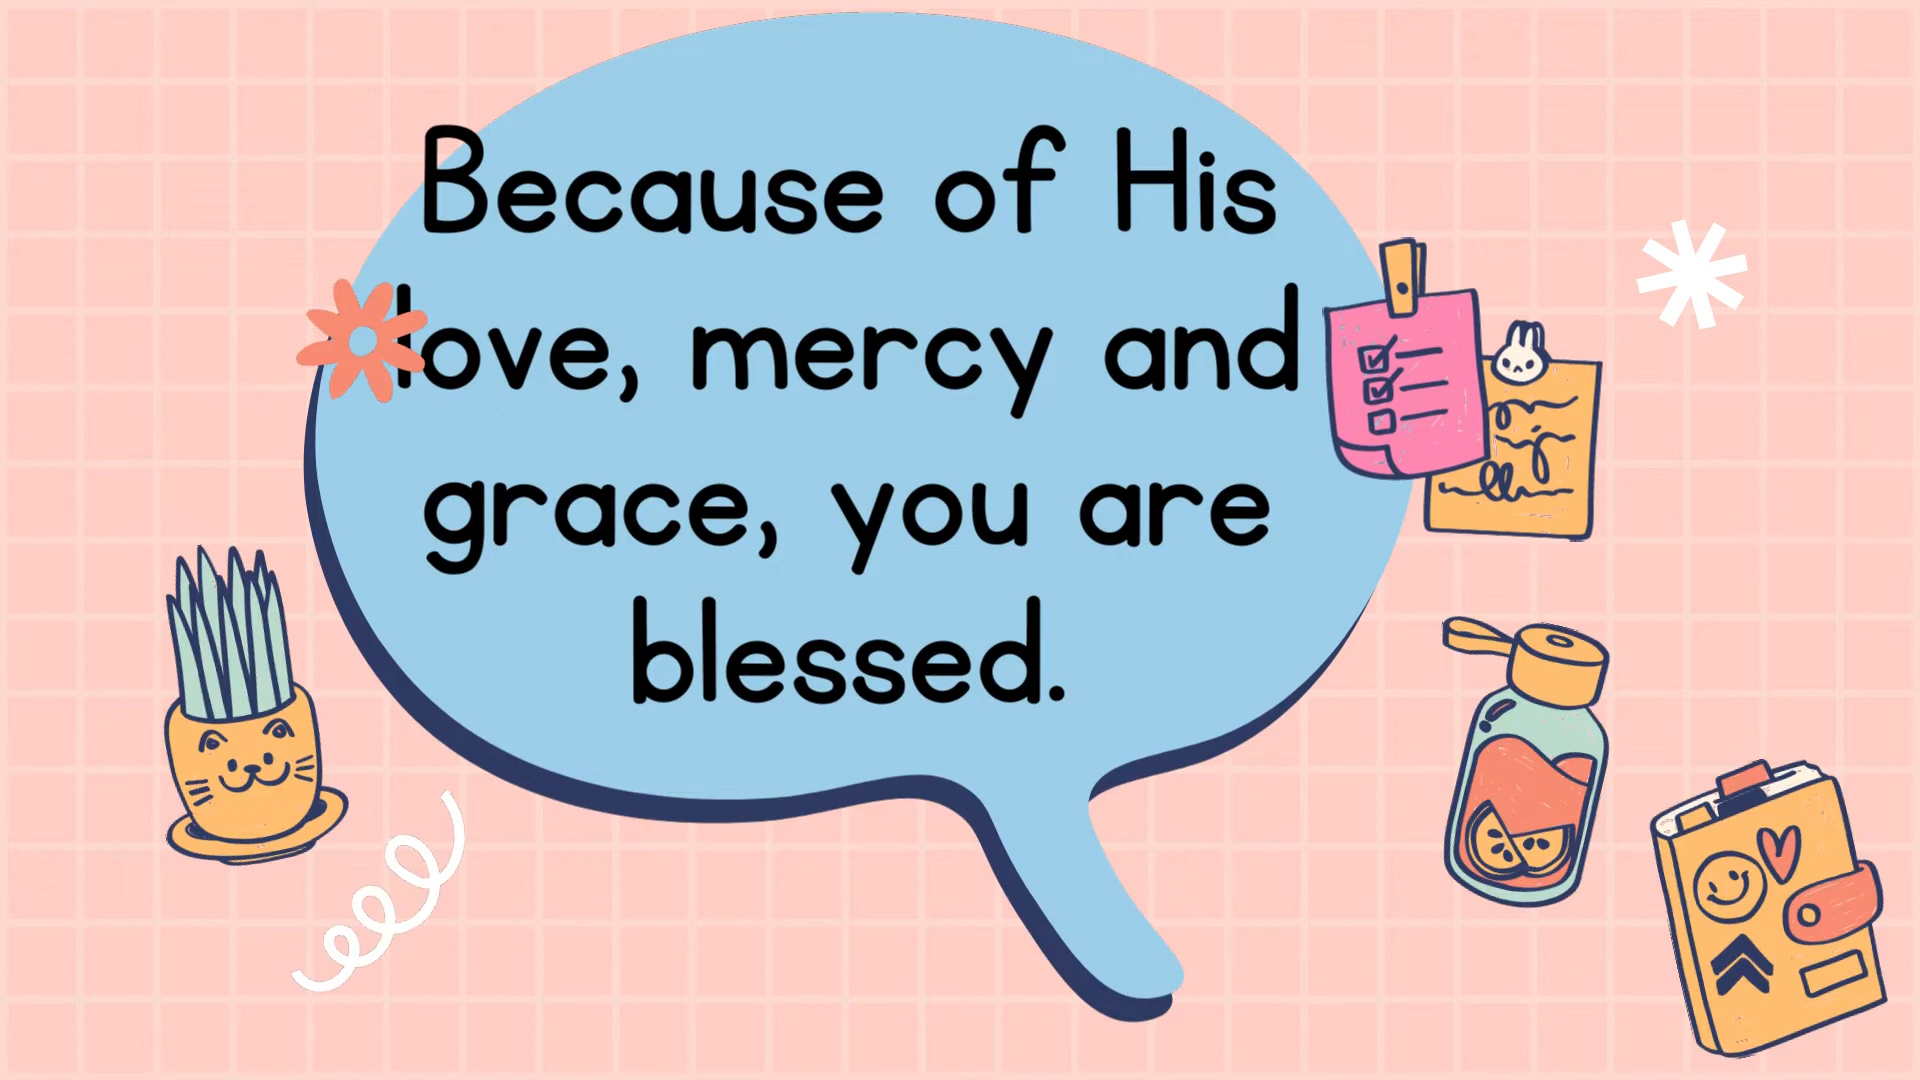 Because of His
love, mercy and
grace, you are
blessed.